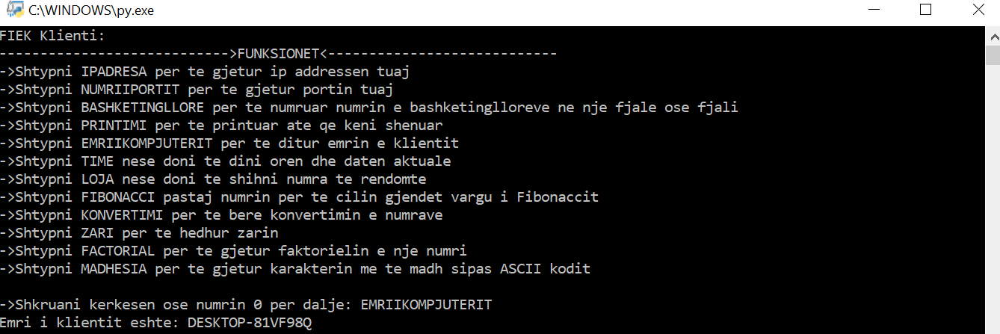 C:\WINDOWS\py.exe
FIEK Klienti:
---------------------------->FUNKSIONET<----------------------------
->Shtypni IPADRESA per te gjetur ip addressen tuaj
->Shtypni NUMRIIPORTIT per te gjetur portin tuaj
->Shtypni BASHKETINGLLORE per te numruar numrin e bashketinglloreve ne nje fjale ose fjali
->Shtypni PRINTIMI per te printuar ate qe keni shenuar
->Shtypni EMRIIKOMPJUTERIT per te ditur emrin e klientit
->Shtypni TIME nese doni te dini oren dhe daten aktuale
->Shtypni LOJA nese doni te shihni numra te rendomte
->Shtypni FIBONACCI pastaj numrin per te cilin gjendet vargu i Fibonaccit
->Shtypni KONVERTIMI per te bere konvertimin e numrave
->Shtypni ZARI per te hedhur zarin
->Shtypni FACTORIAL per te gjetur faktorielin e nje numri
->Shtypni MADHESIA per te gjetur karakterin me te madh sipas ASCII kodit
->Shkruani kerkesen ose numrin 0 per dalje: EMRIIKOMPJUTERIT
Emri i klientit eshte: DESKTOP-81VF98Q